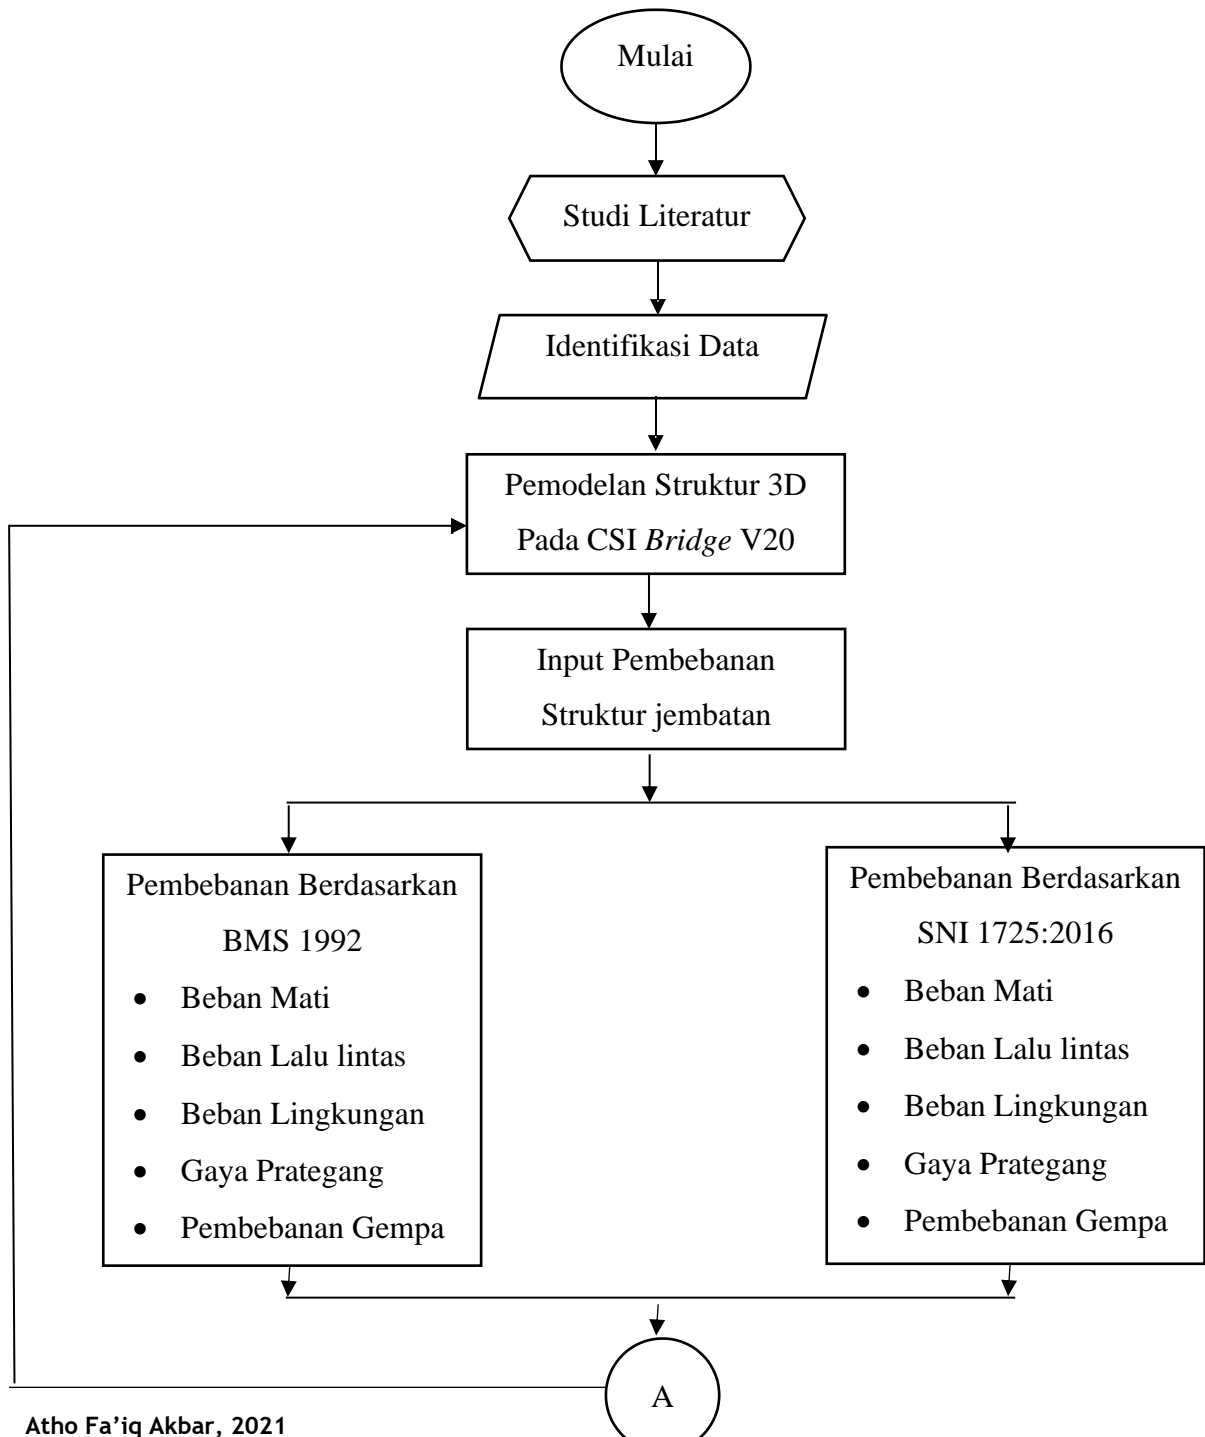 Mulai
Studi Literatur
Identifikasi Data
Pemodelan Struktur 3D
Pada CSI Bridge V20
Input Pembebanan
Struktur jembatan
Pembebanan Berdasarkan
BMS 1992
• Beban Mati
• Beban Lalu lintas
• Beban Lingkungan
• Gaya Prategang
• Pembebanan Gempa
Pembebanan Berdasarkan
SNI 1725:2016
• Beban Mati
• Beban Lalu lintas
• Beban Lingkungan
• Gaya Prategang
• Pembebanan Gempa
A
Atho Fa’iq Akbar, 2021